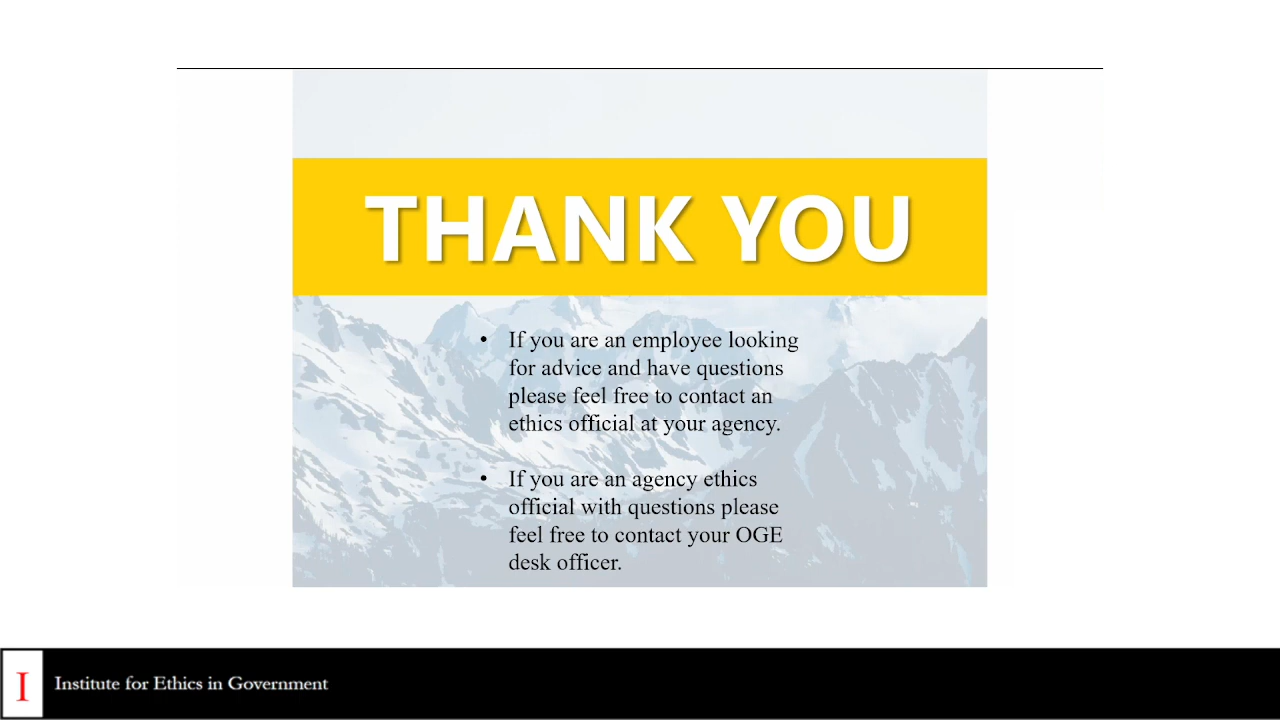 THANK YOU
• If you are an employee looking
for advice and have questions
please feel free to contact an
ethics official at your agency.
• If you are an agency ethics
official with questions please
feel free to contact your OGE
desk officer.
I Institute for Ethics in Government